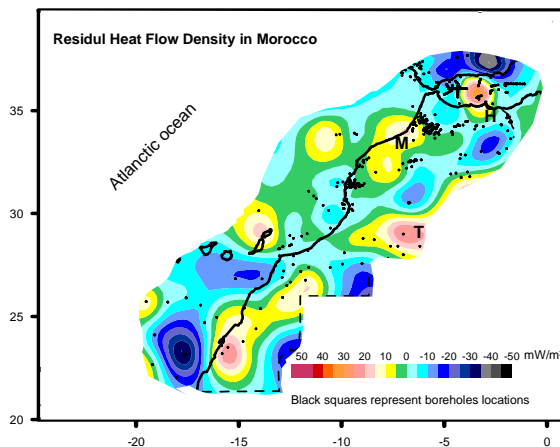 Residul Heat Flow Density in Morocco
35
30
25
20
Atlanctic ocean
H
M
T
50 40 30 20 10 0 -10 -20 -30 -40 -50 mW/m
Black squares represent boreholes locations
-20 -15 -10 -5 0